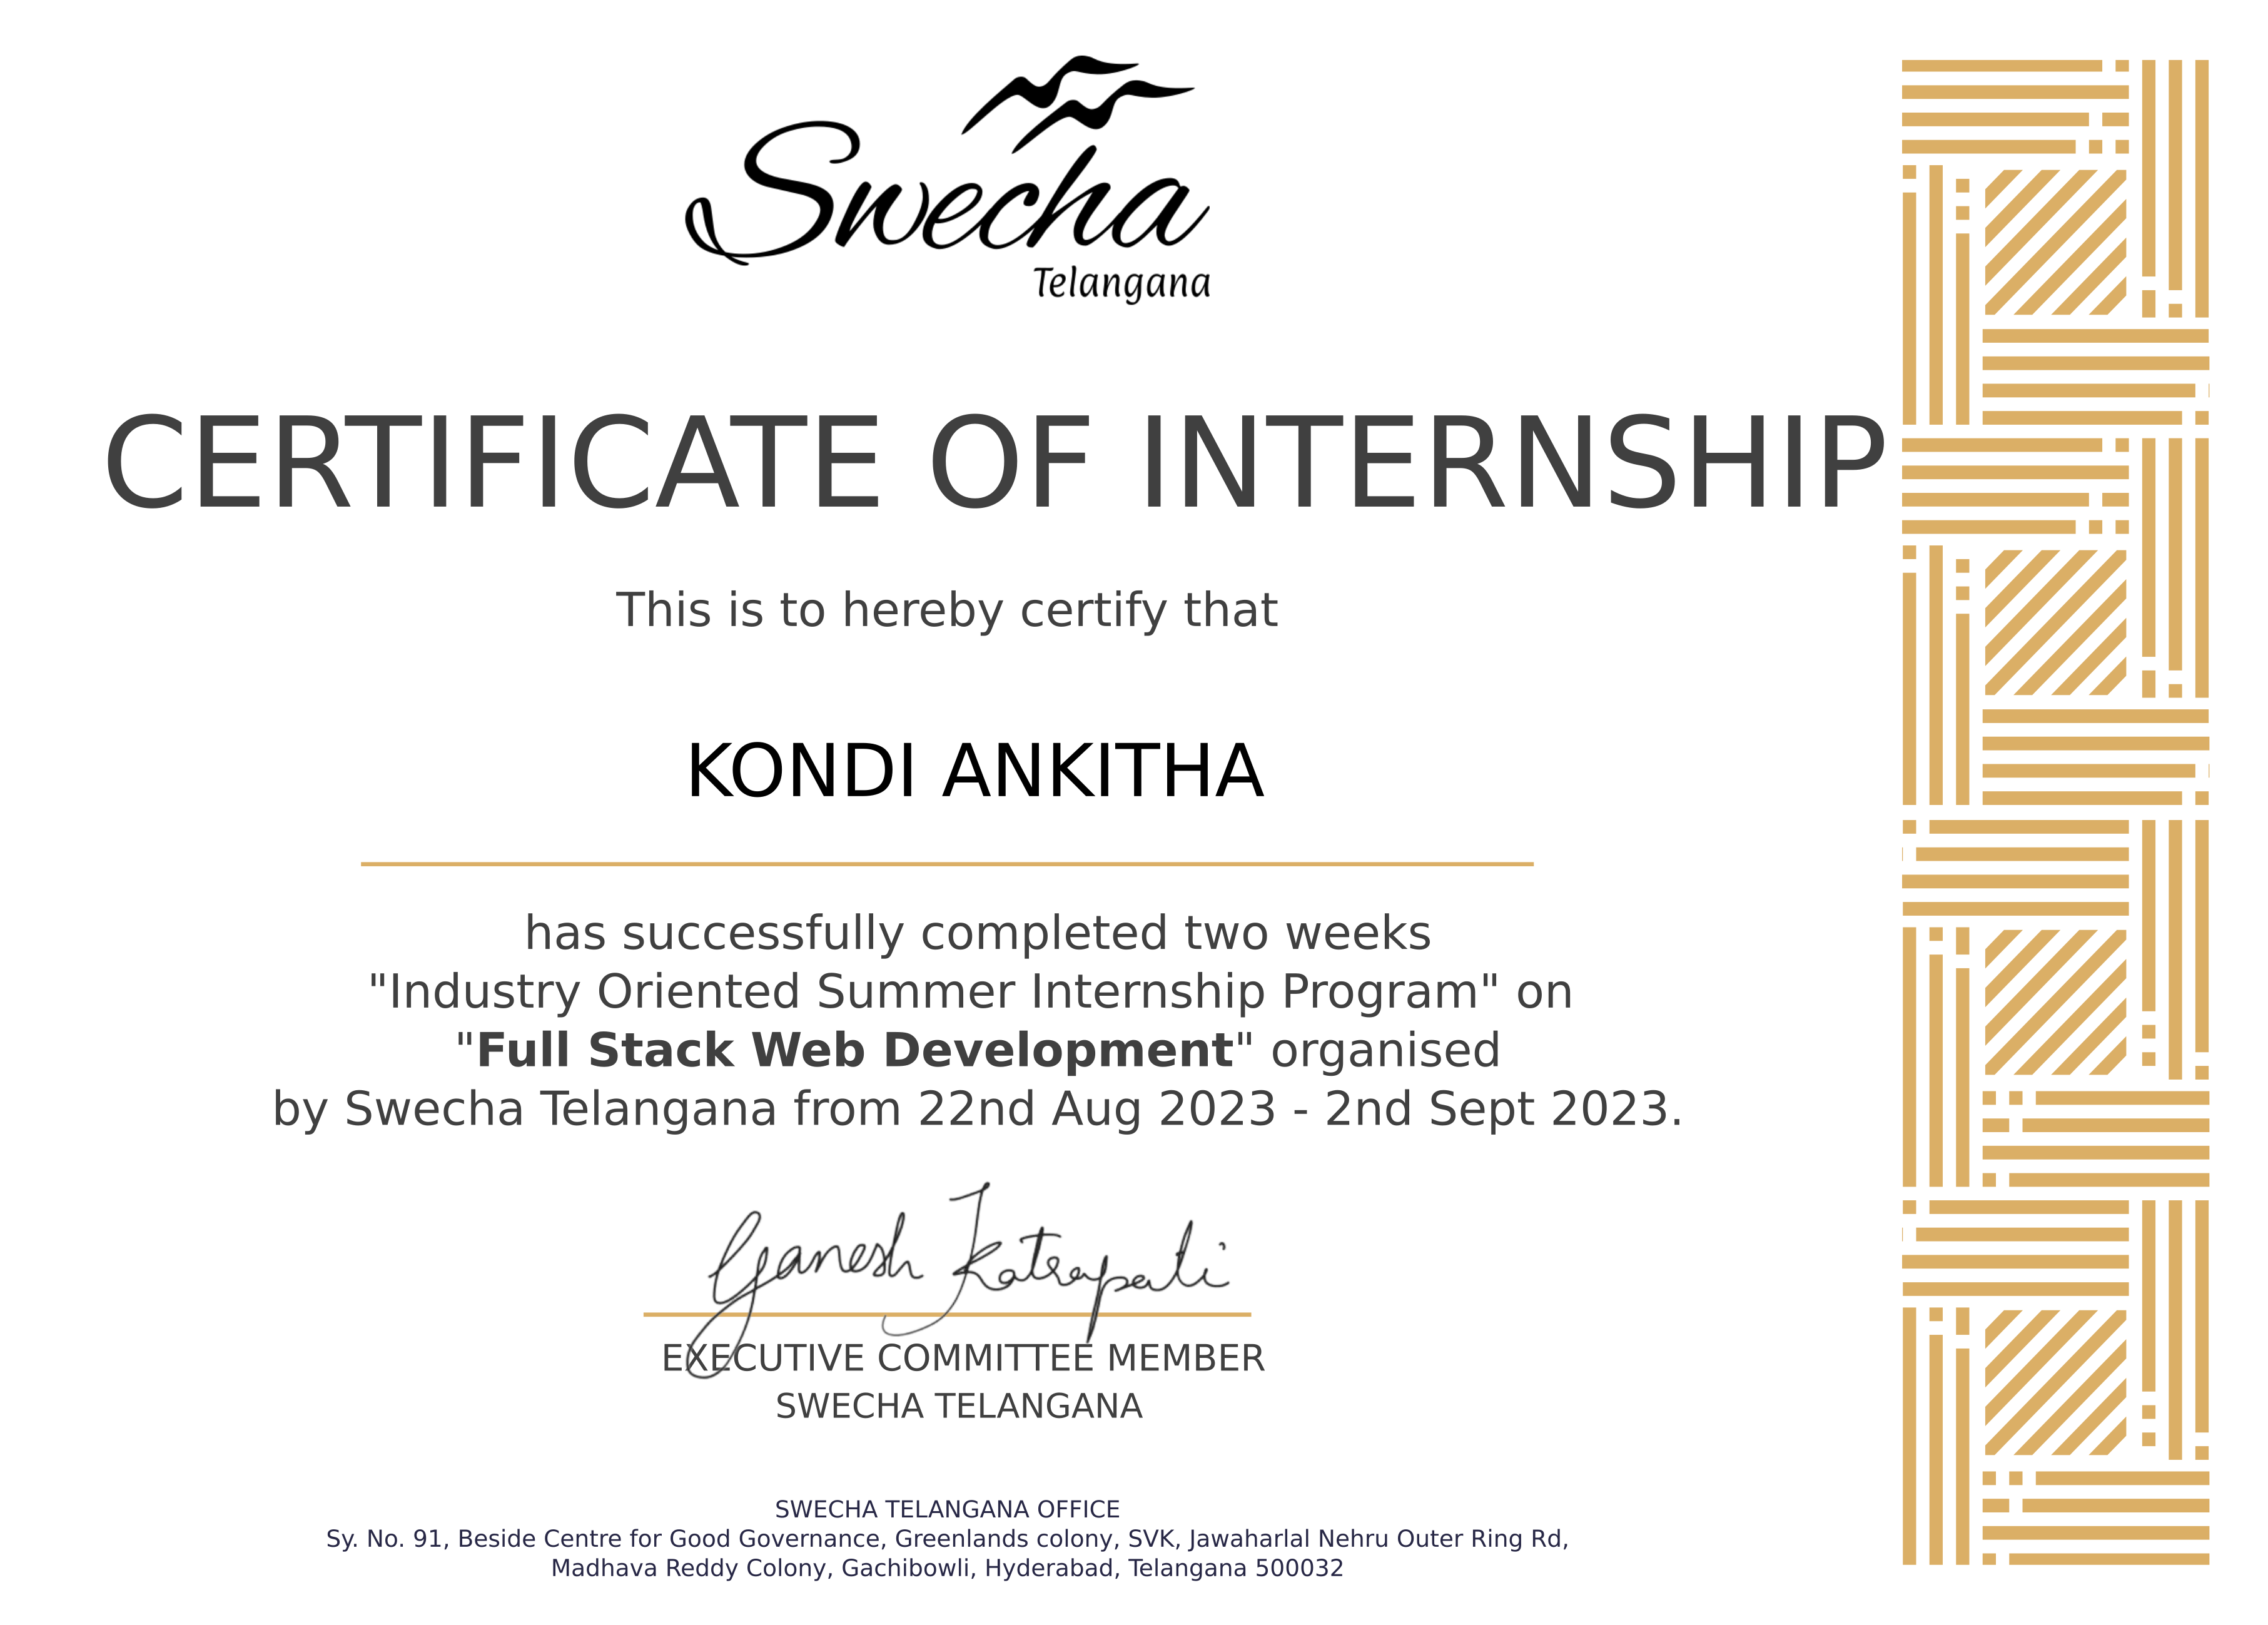 Swecha
Telangana
CERTIFICATE OF INTERNSHIP
This is to hereby certify that
KONDI ANKITHA
has successfully completed two weeks
"Industry Oriented Summer Internship Program" on
"Full Stack Web Development" organised
by Swecha Telangana from 22nd Aug 2023 - 2nd Sept 2023.
Ganesh Katrapati
EXECUTIVE COMMITTEE MEMBER
SWECHA TELANGANA
SWECHA TELANGANA OFFICE
Sy. No. 91, Beside Centre for Good Governance, Greenlands colony, SVK, Jawaharlal Nehru Outer Ring Rd,
Madhava Reddy Colony, Gachibowli, Hyderabad, Telangana 500032